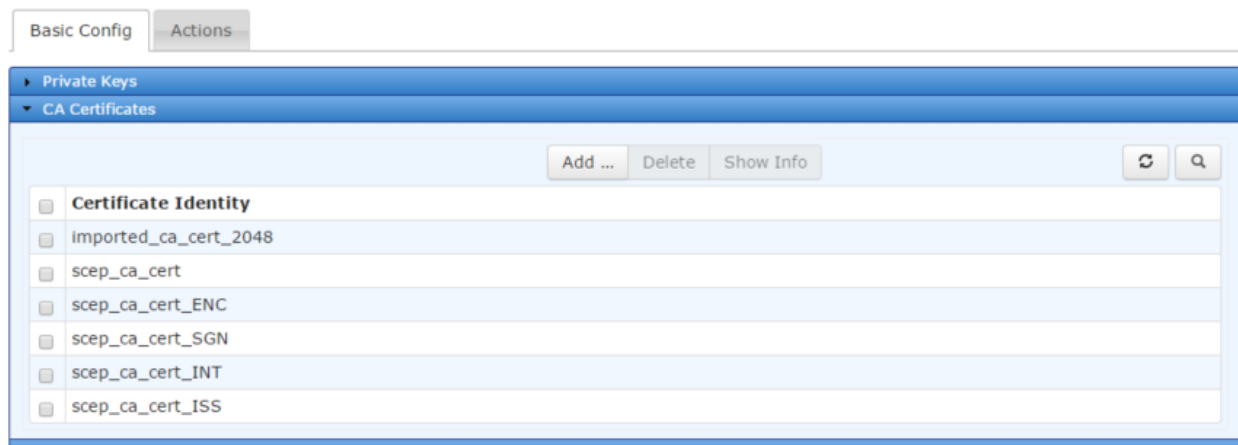 Basic Config Actions
Private Keys
CA Certificates
Add ... Delete Show Info
Certificate Identity
imported_ca_cert_2048
scep_ca_cert
scep_ca_cert_ENC
scep_ca_cert_SGN
scep_ca_cert_INT
scep_ca_cert_ISS